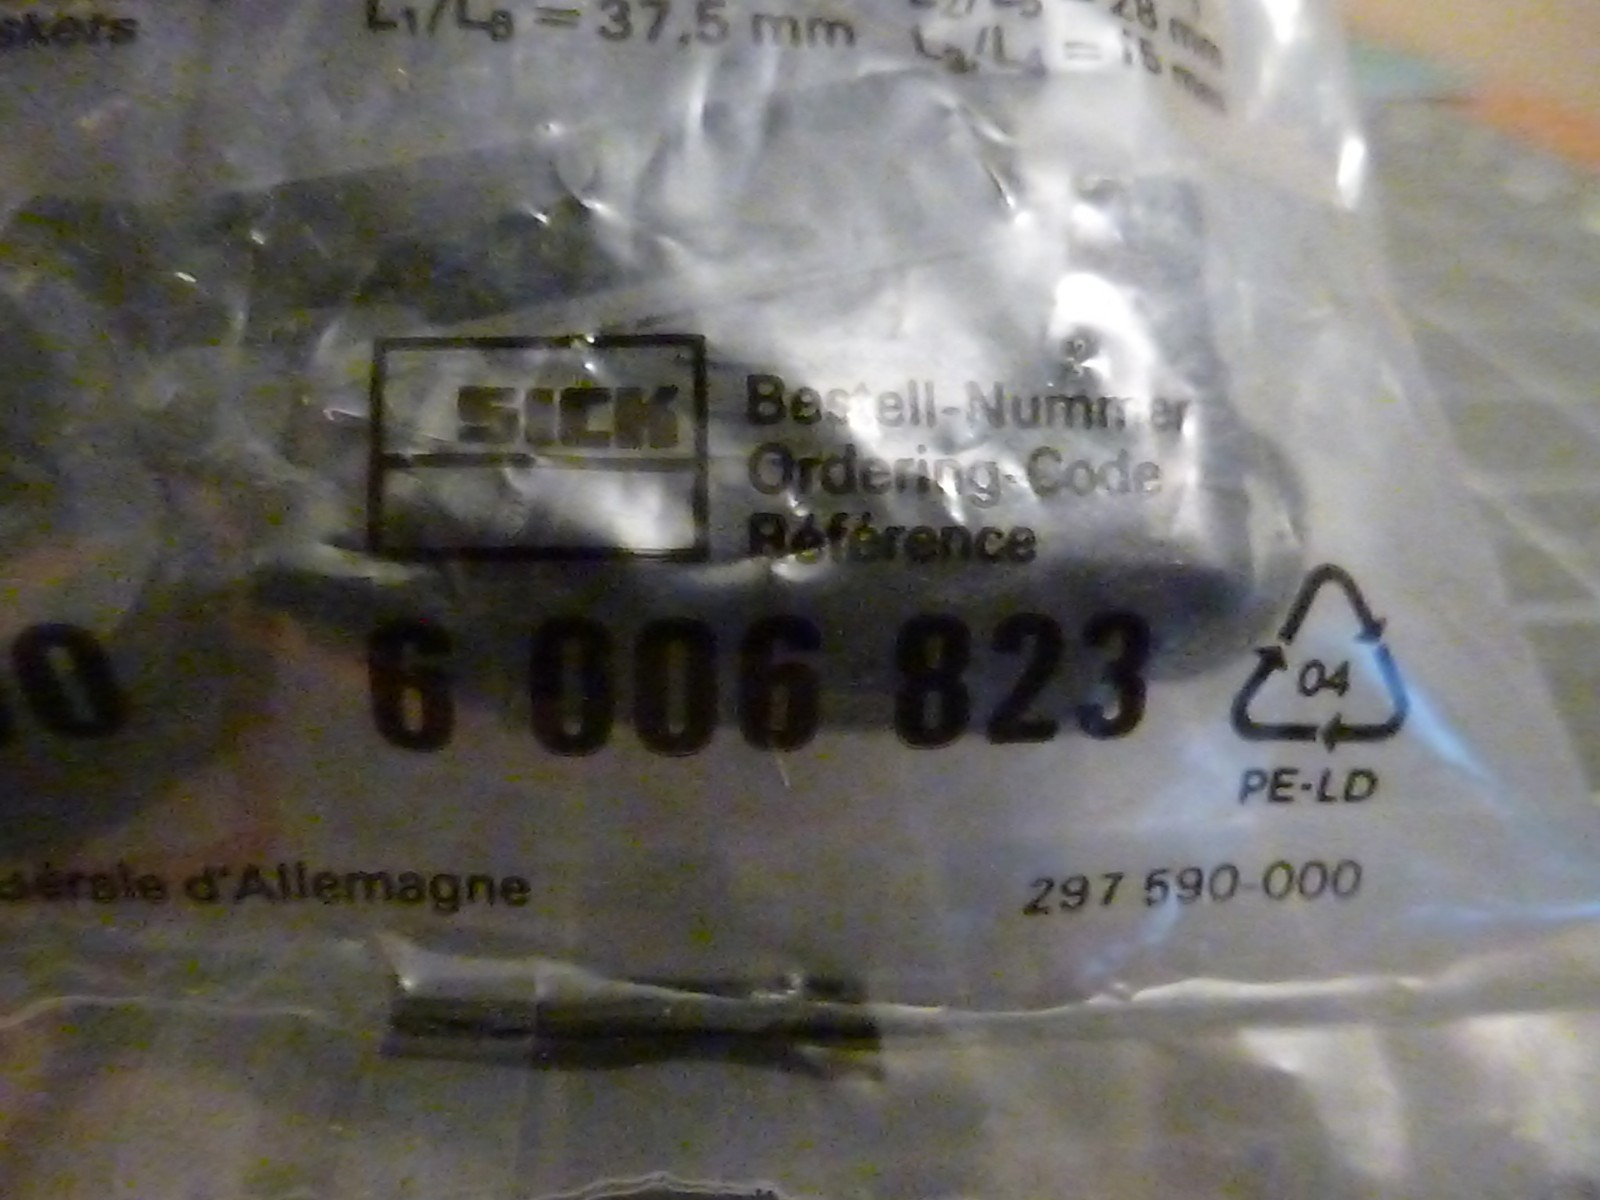 L₁/L₆ = 37,5 mm
SICK
Bestell-Nummer
Ordering-Code
Référence
6 006 823
04
PE-LD
d'Allemagne
297 590-000